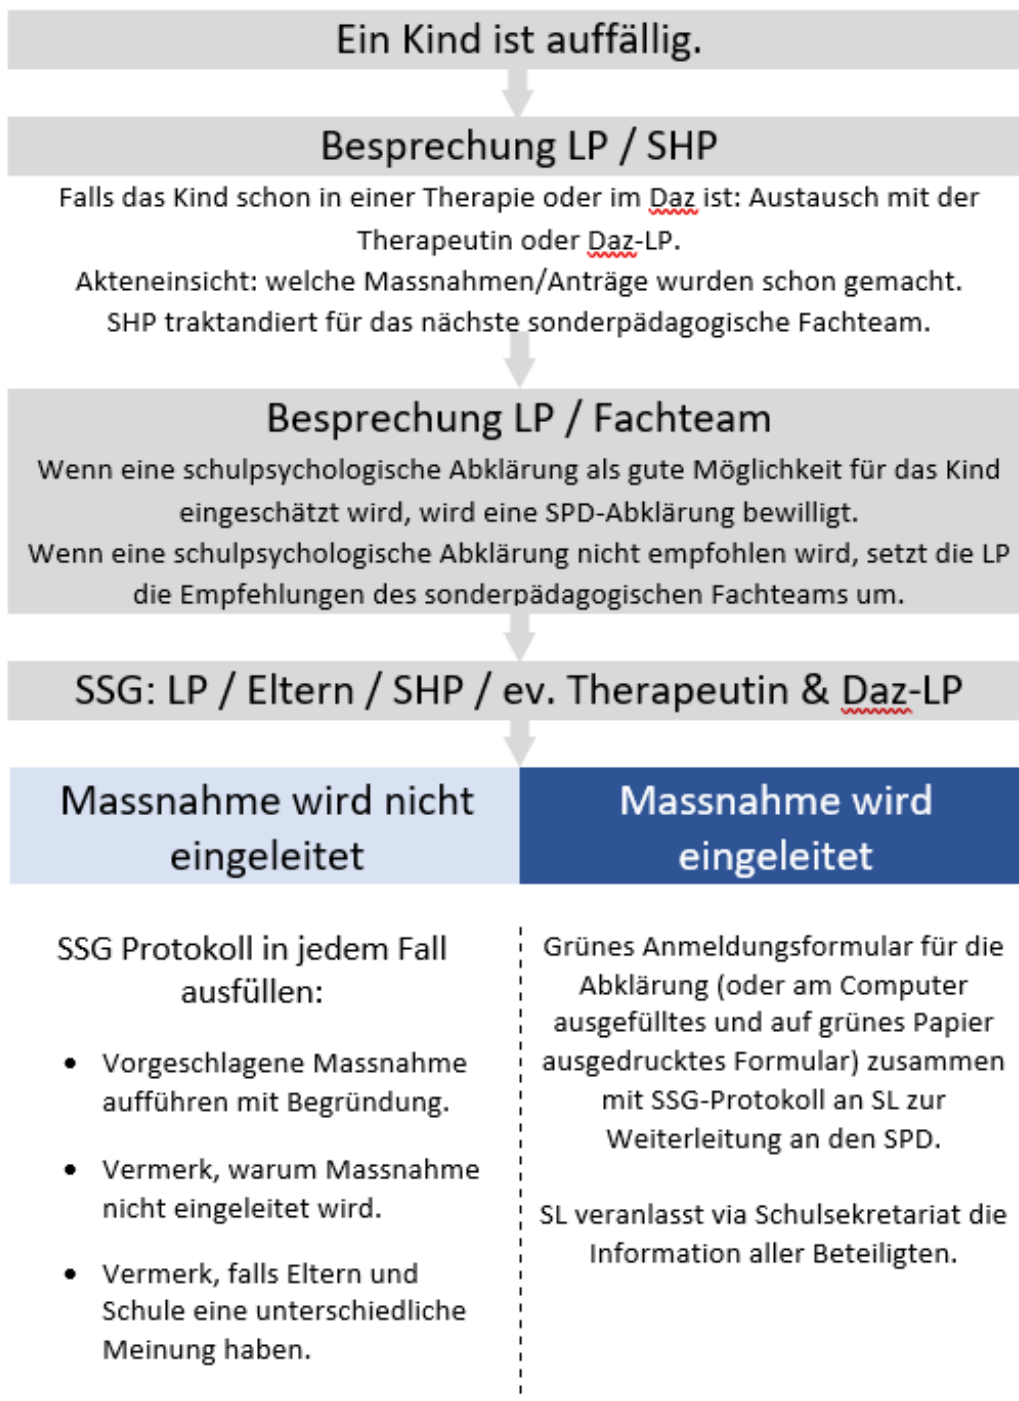 Ein Kind ist auffällig.
Besprechung LP / SHP
Falls das Kind schon in einer Therapie oder im Daz ist: Austausch mit der
Therapeutin oder Daz-LP.
Akteneinsicht: welche Massnahmen/Anträge wurden schon gemacht.
SHP traktandiert für das nächste sonderpädagogische Fachteam.
Besprechung LP / Fachteam
Wenn eine schulpsychologische Abklärung als gute Möglichkeit für das Kind
eingeschätzt wird, wird eine SPD-Abklärung bewilligt.
Wenn eine schulpsychologische Abklärung nicht empfohlen wird, setzt die LP
die Empfehlungen des sonderpädagogischen Fachteams um.
SSG: LP / Eltern / SHP / ev. Therapeutin & Daz-LP
Massnahme wird nicht
eingeleitet
SSG Protokoll in jedem Fall
ausfüllen:
• Vorgeschlagene Massnahme
aufführen mit Begründung.
• Vermerk, warum Massnahme
nicht eingeleitet wird.
• Vermerk, falls Eltern und
Schule eine unterschiedliche
Meinung haben.
Massnahme wird
eingeleitet
Grünes Anmeldungsformular für die
Abklärung (oder am Computer
ausgefülltes und auf grünes Papier
ausgedrucktes Formular) zusammen
mit SSG-Protokoll an SL zur
Weiterleitung an den SPD.
SL veranlasst via Schulsekretariat die
Information aller Beteiligten.